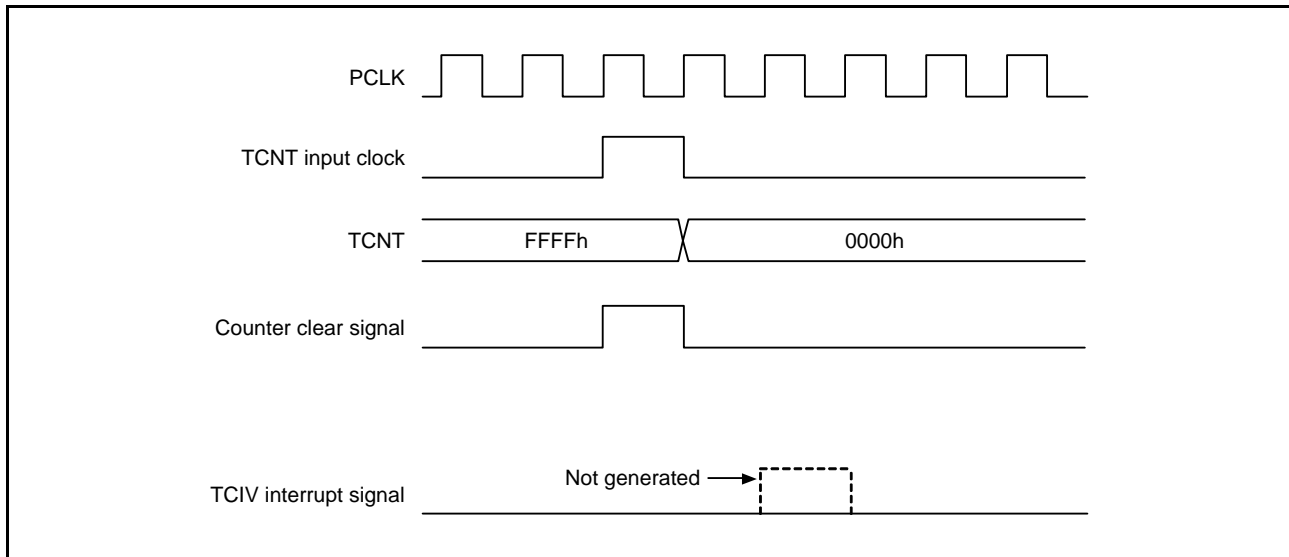 PCLK
TCNT input clock
TCNT
FFFFh
0000h
Counter clear signal
Not generated
TCIV interrupt signal